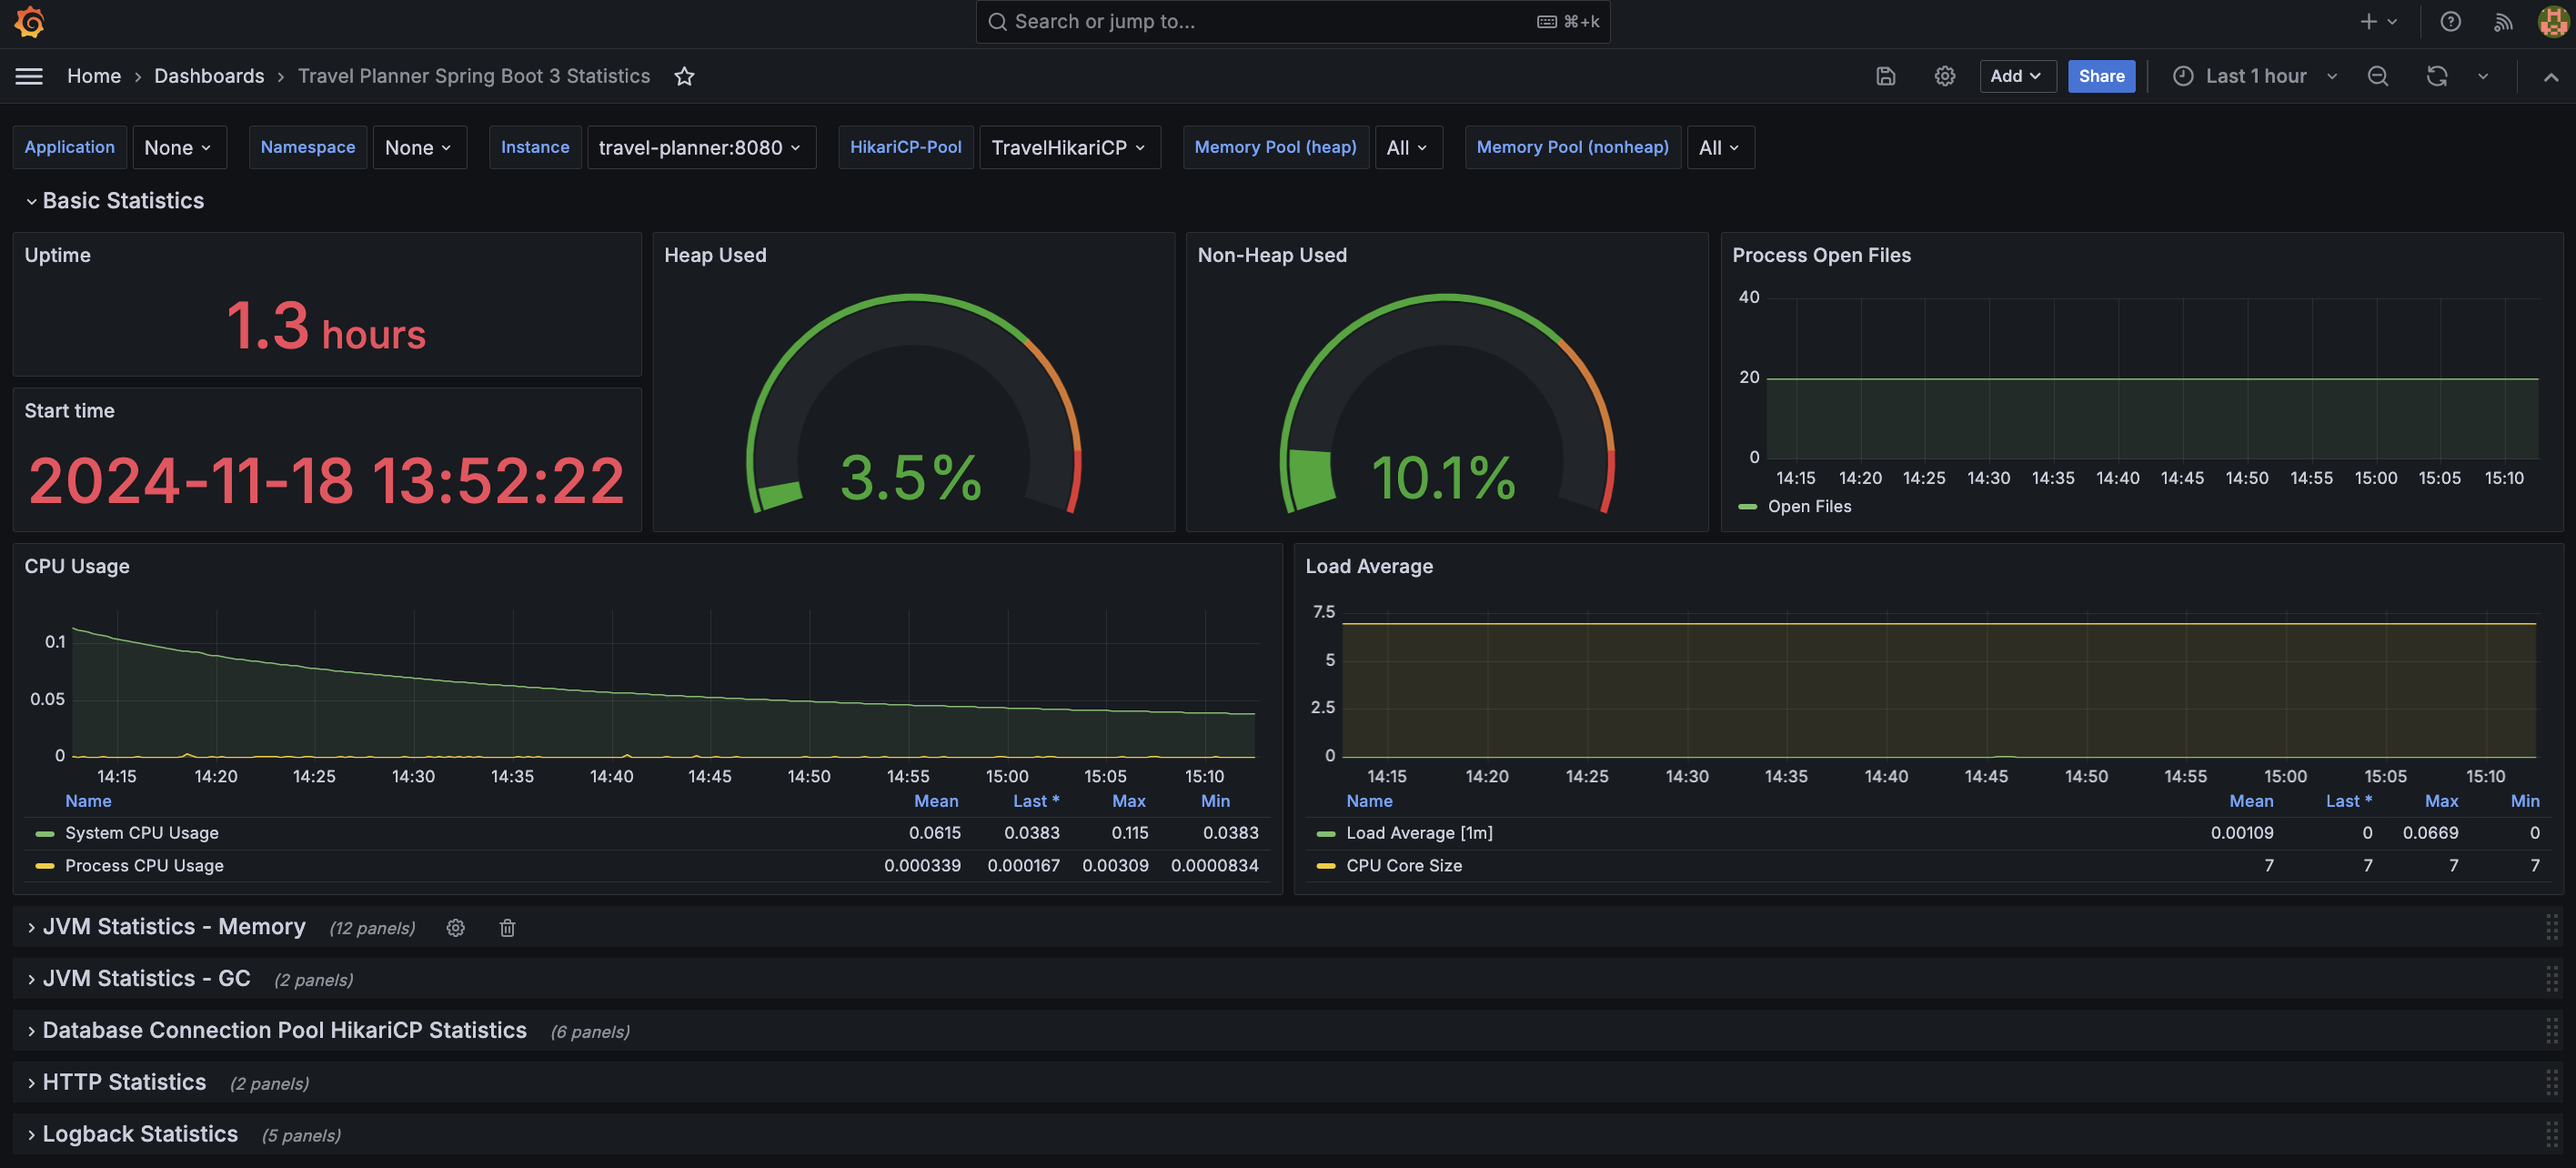 Search or jump to... ⌘+k
Home › Dashboards › Travel Planner Spring Boot 3 Statistics Add Share Last 1 hour
Application None Namespace None Instance travel-planner:8080 HikariCP-Pool TravelHikariCP Memory Pool (heap) All Memory Pool (nonheap) All
Basic Statistics
Uptime
1.3 hours
Start time
2024-11-18 13:52:22
Heap Used
3.5%
Non-Heap Used
10.1%
Process Open Files
40
20
0
14:15 14:20 14:25 14:30 14:35 14:40 14:45 14:50 14:55 15:00 15:05 15:10
Open Files
CPU Usage
0.1
0.05
0
14:15 14:20 14:25 14:30 14:35 14:40 14:45 14:50 14:55 15:00 15:05 15:10
Name Mean Last * Max Min
System CPU Usage 0.0615 0.0383 0.115 0.0383
Process CPU Usage 0.000339 0.000167 0.00309 0.0000834
Load Average
7.5
5
2.5
0
14:15 14:20 14:25 14:30 14:35 14:40 14:45 14:50 14:55 15:00 15:05 15:10
Name Mean Last * Max Min
Load Average [1m] 0.00109 0 0.0669 0
CPU Core Size 7 7 7 7
JVM Statistics - Memory (12 panels)
JVM Statistics - GC (2 panels)
Database Connection Pool HikariCP Statistics (6 panels)
HTTP Statistics (2 panels)
Logback Statistics (5 panels)